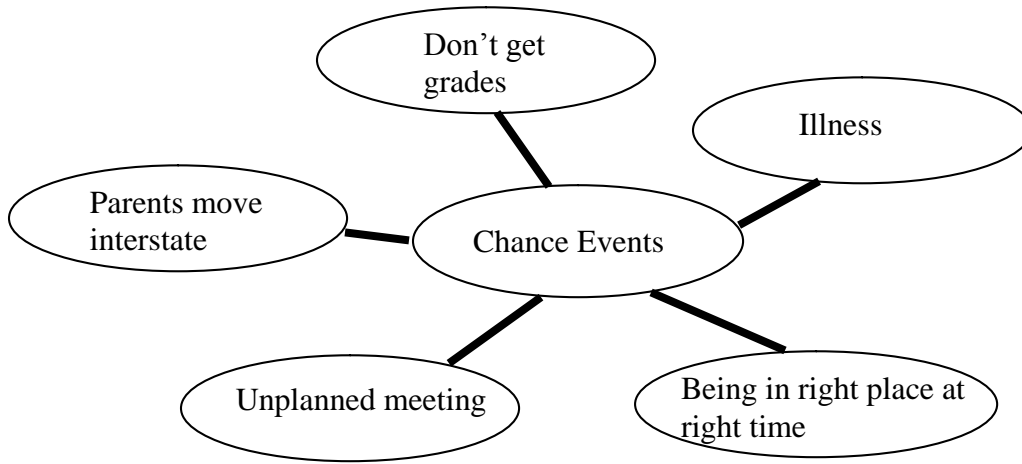 Don’t get
grades
Illness
Parents move
interstate
Chance Events
Unplanned meeting
Being in right place at
right time